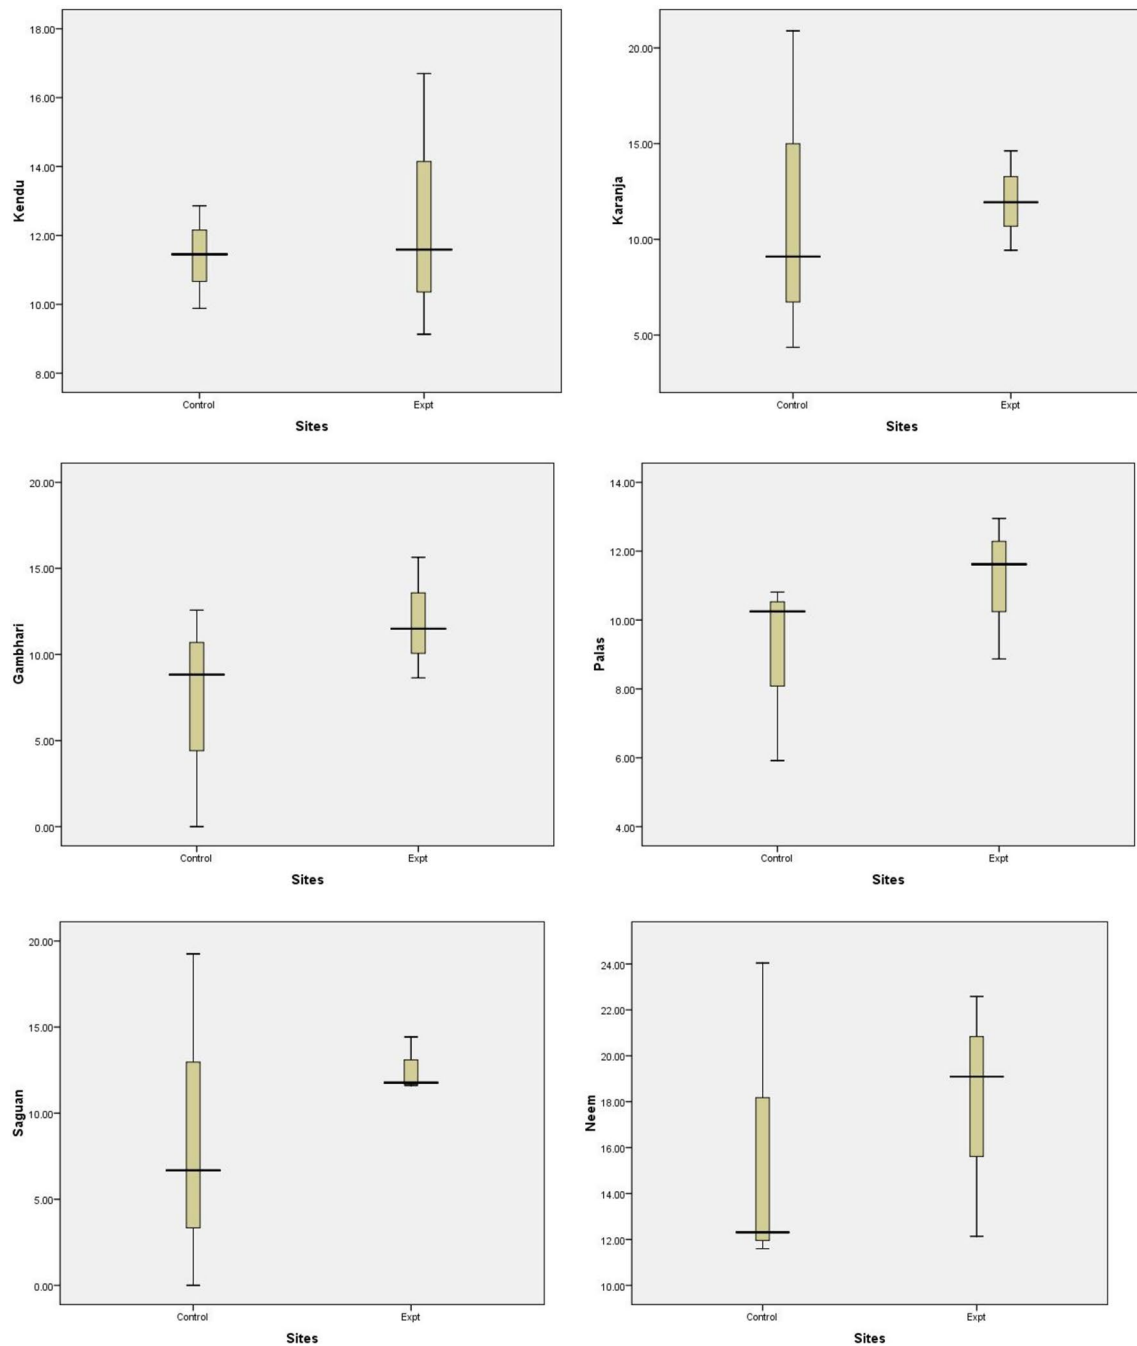 18.00
16.00
14.00
12.00
10.00
8.00
Kendu
Control Expt
Sites
20.00
15.00
10.00
5.00
Karanja
Control Expt
Sites
20.00
15.00
10.00
5.00
0.00
Gambhari
Control Expt
Sites
14.00
12.00
10.00
8.00
6.00
4.00
Palas
Control Expt
Sites
20.00
15.00
10.00
5.00
0.00
Saguan
Control Expt
Sites
24.00
22.00
20.00
18.00
16.00
14.00
12.00
10.00
Neem
Control Expt
Sites